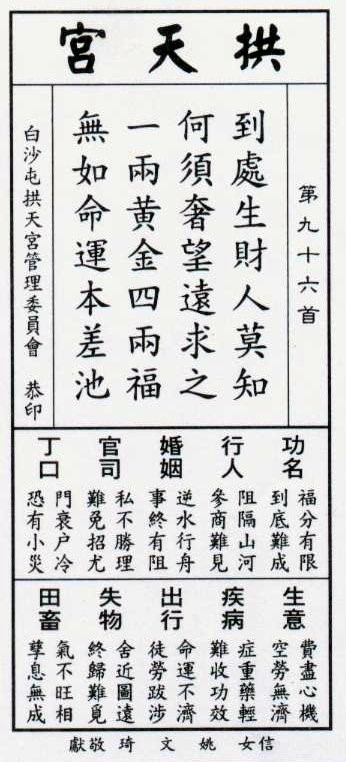 拱天宮
第九十六首
到處生財人莫知
何須奢望遠求之
一兩黃金四兩福
無如命運本差池
白沙屯拱天宮管理委員會 恭印
功名
福分有限
到底難成
行人
阻隔山河
參商難見
婚姻
逆水行舟
事終有阻
官司
私不勝理
難免招尤
丁口
門衰户冷
恐有小災
生意
費盡心機
空勞無濟
疾病
症重藥輕
難收功效
出行
命運不濟
徒勞跋涉
失物
舍近圖遠
終歸難覓
田畜
氣不旺相
孽息無成
信女 姚文琦 敬獻